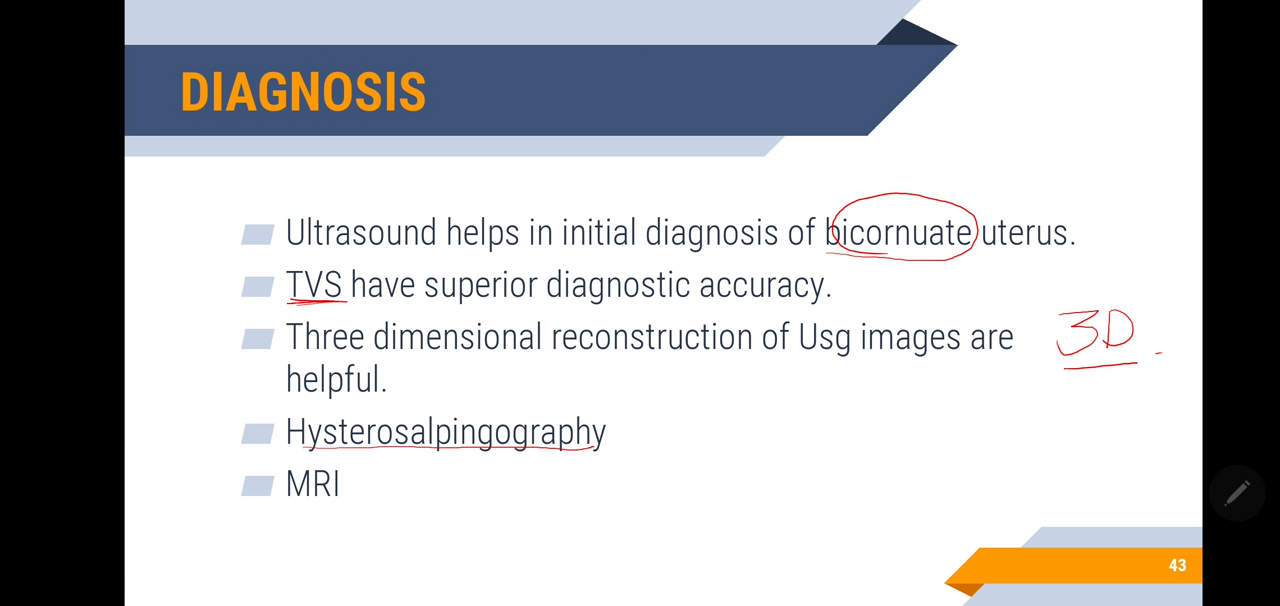 DIAGNOSIS
Ultrasound helps in initial diagnosis of bicornuate uterus.
TVS have superior diagnostic accuracy.
Three dimensional reconstruction of Usg images are
helpful.
3D
Hysterosalpingography
MRI
43